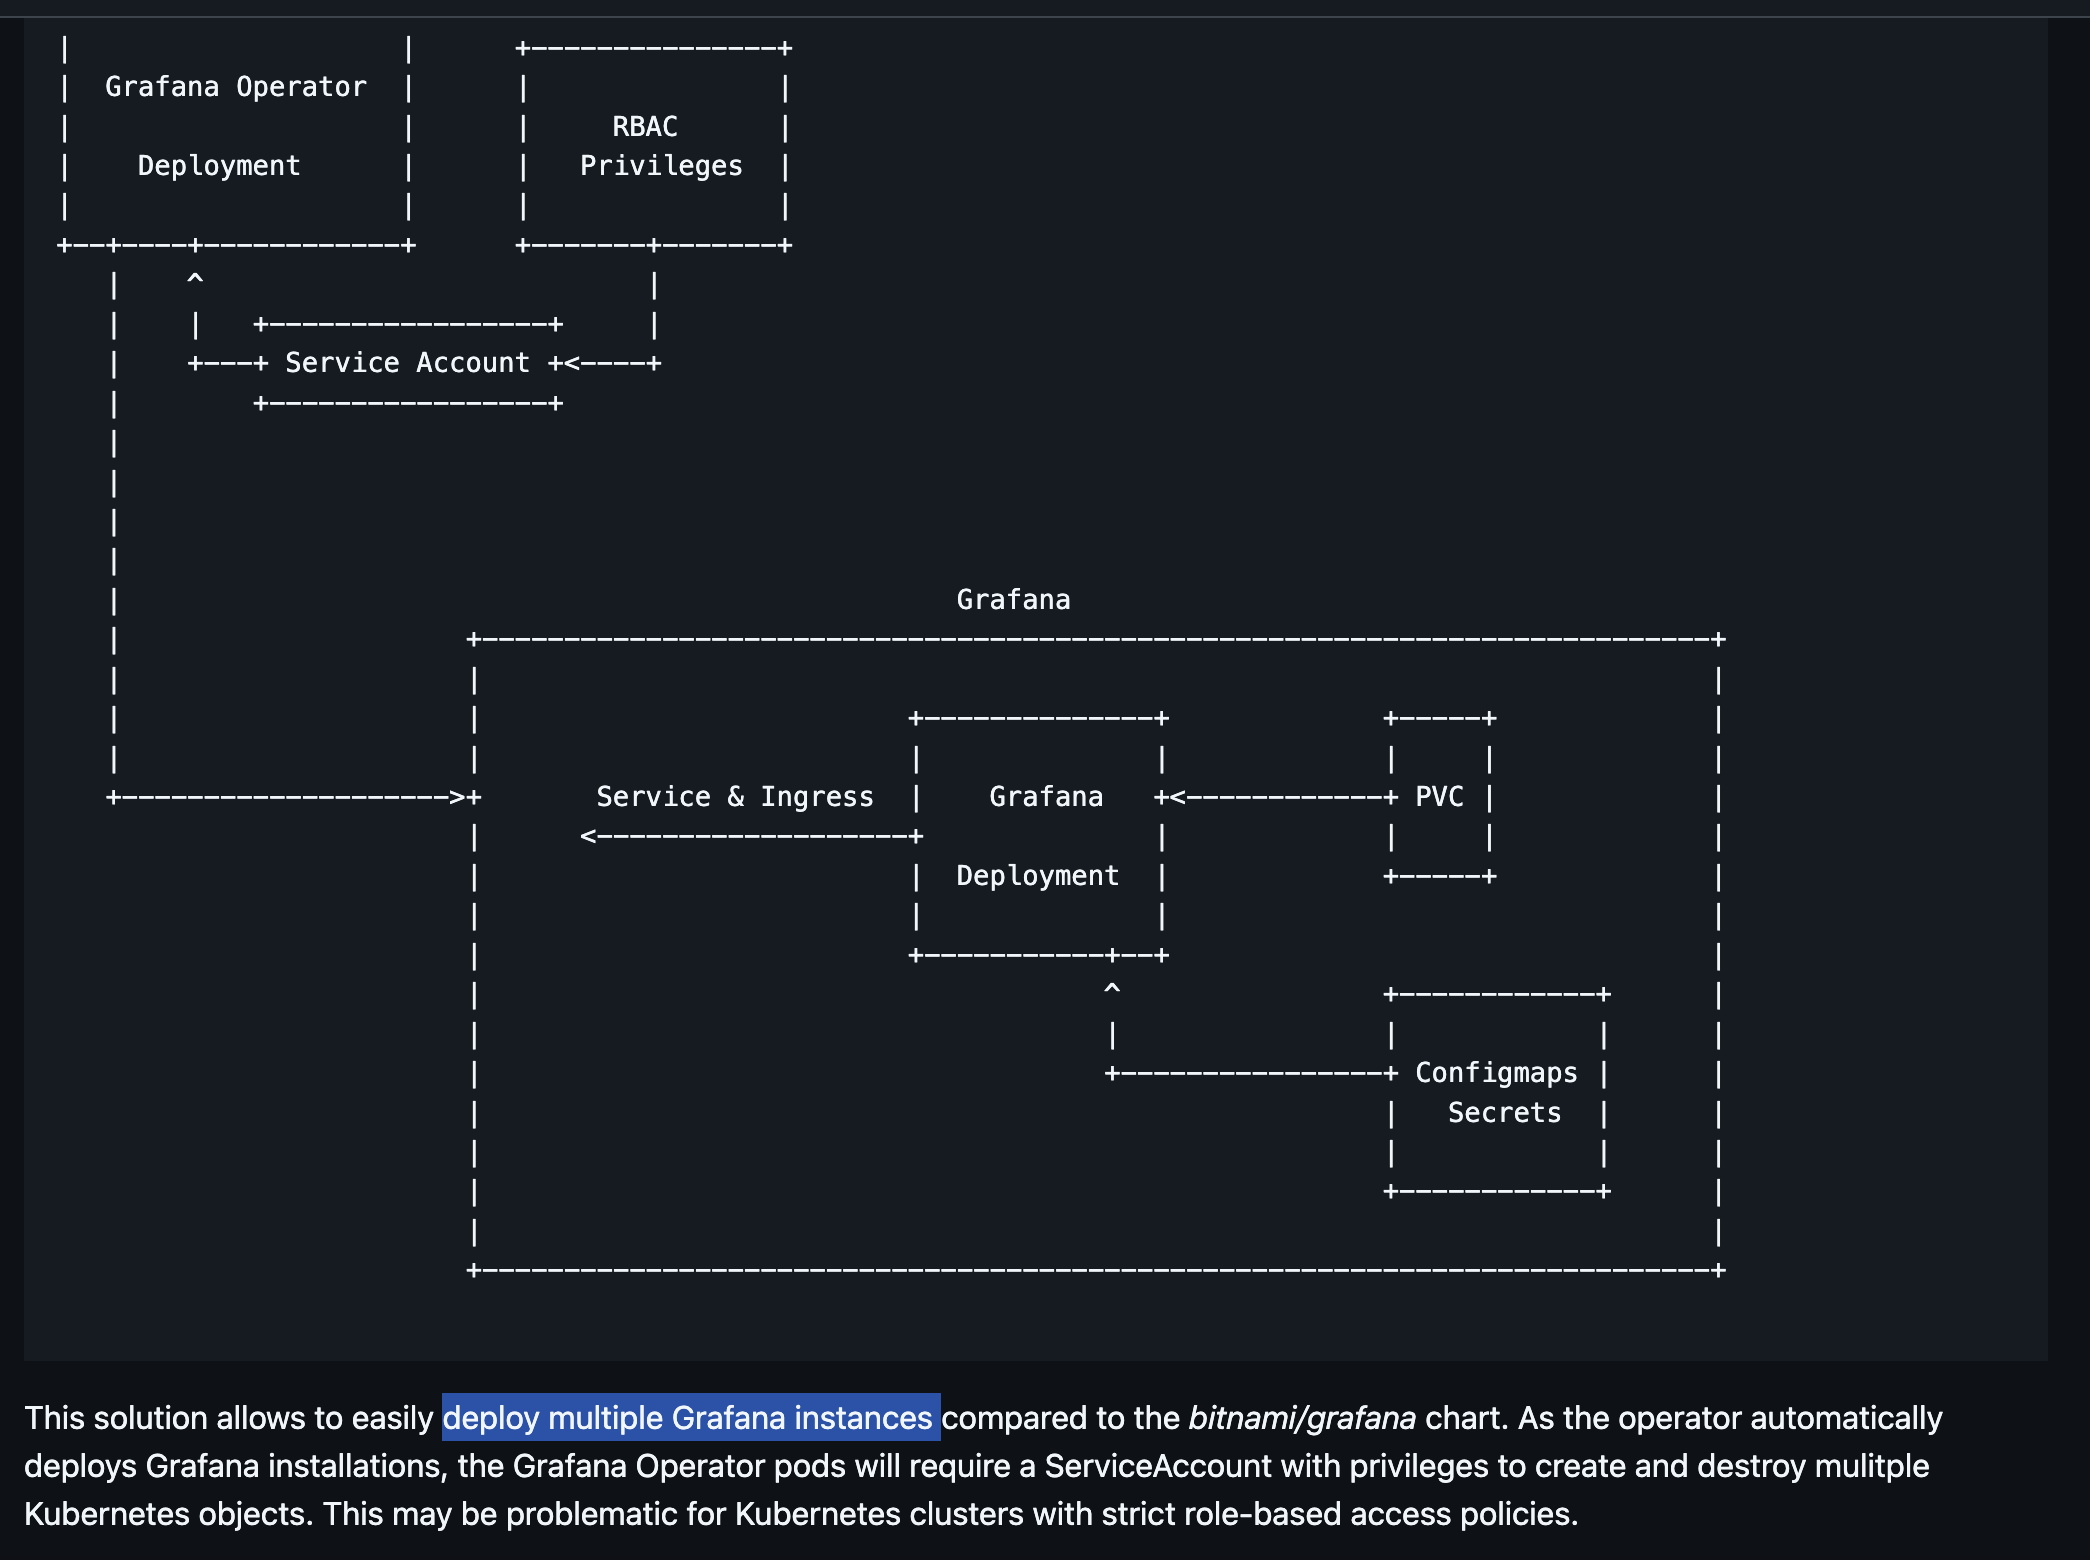 Grafana Operator
RBAC
Deployment Privileges
Service Account
Grafana
Service & Ingress Grafana PVC
Deployment
Configmaps
Secrets
This solution allows to easily deploy multiple Grafana instances compared to the bitnami/grafana chart. As the operator automatically
deploys Grafana installations, the Grafana Operator pods will require a ServiceAccount with privileges to create and destroy mulitple
Kubernetes objects. This may be problematic for Kubernetes clusters with strict role-based access policies.